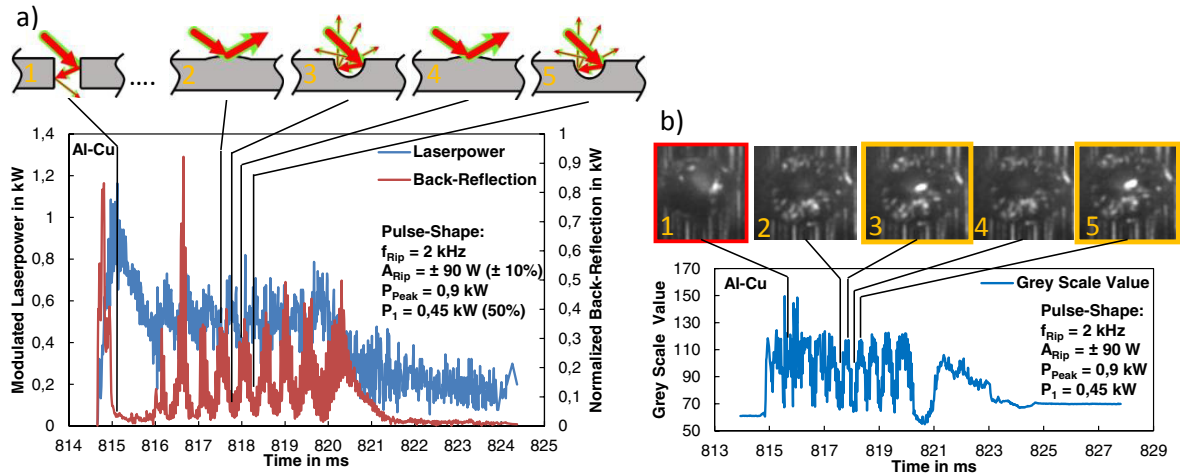 a)
1
....
2
3
4
5
Al-Cu
Laserpower
Back-Reflection
Pulse-Shape:
f_Rip = 2 kHz
A_Rip = ± 90 W (± 10%)
P_Peak = 0,9 kW
P_1 = 0,45 kW (50%)
Modulated Laserpower in kW
1,4
1,2
1
0,8
0,6
0,4
0,2
0
Normalized Back-Reflection in kW
1
0,9
0,8
0,7
0,6
0,5
0,4
0,3
0,2
0,1
0
814 815 816 817 818 819 820 821 822 823 824 825
Time in ms
b)
1
2
3
4
5
Al-Cu
Grey Scale Value
Pulse-Shape:
f_Rip = 2 kHz
A_Rip = ± 90 W
P_Peak = 0,9 kW
P_1 = 0,45 kW
Grey Scale Value
170
150
130
110
90
70
50
813 815 817 819 821 823 825 827 829
Time in ms